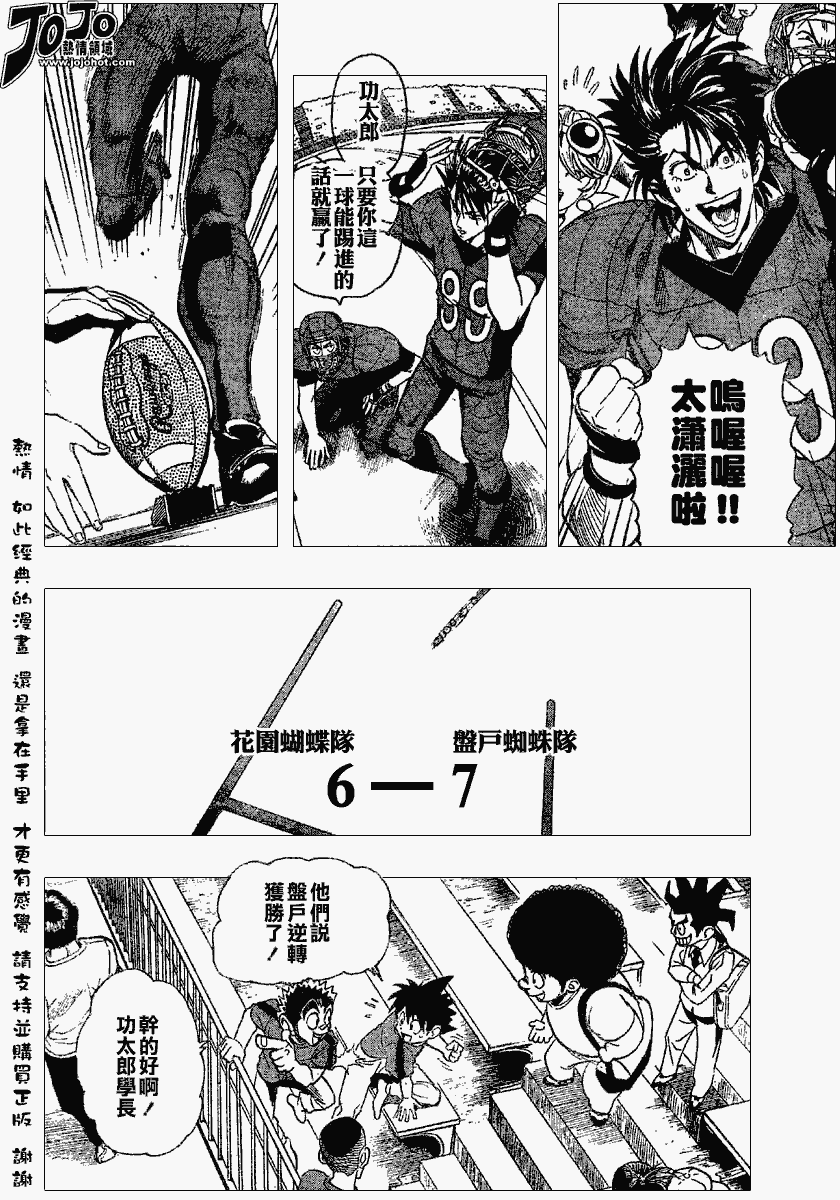 JOJO
熱情領域
www.jojohot.com
嗚喔喔!!
太瀟灑啦
功太郎
只要你這
一球能踢進的
話就贏了!
89
花園蝴蝶隊
盤戸蜘蛛隊
6 — 7
他們說
盤戸逆轉
獲勝了!
幹的好啊!
功太郎學長
熱情 如此經典的漫畫 還是拿在手里 才更有感覺 請支持並購買正版 謝謝